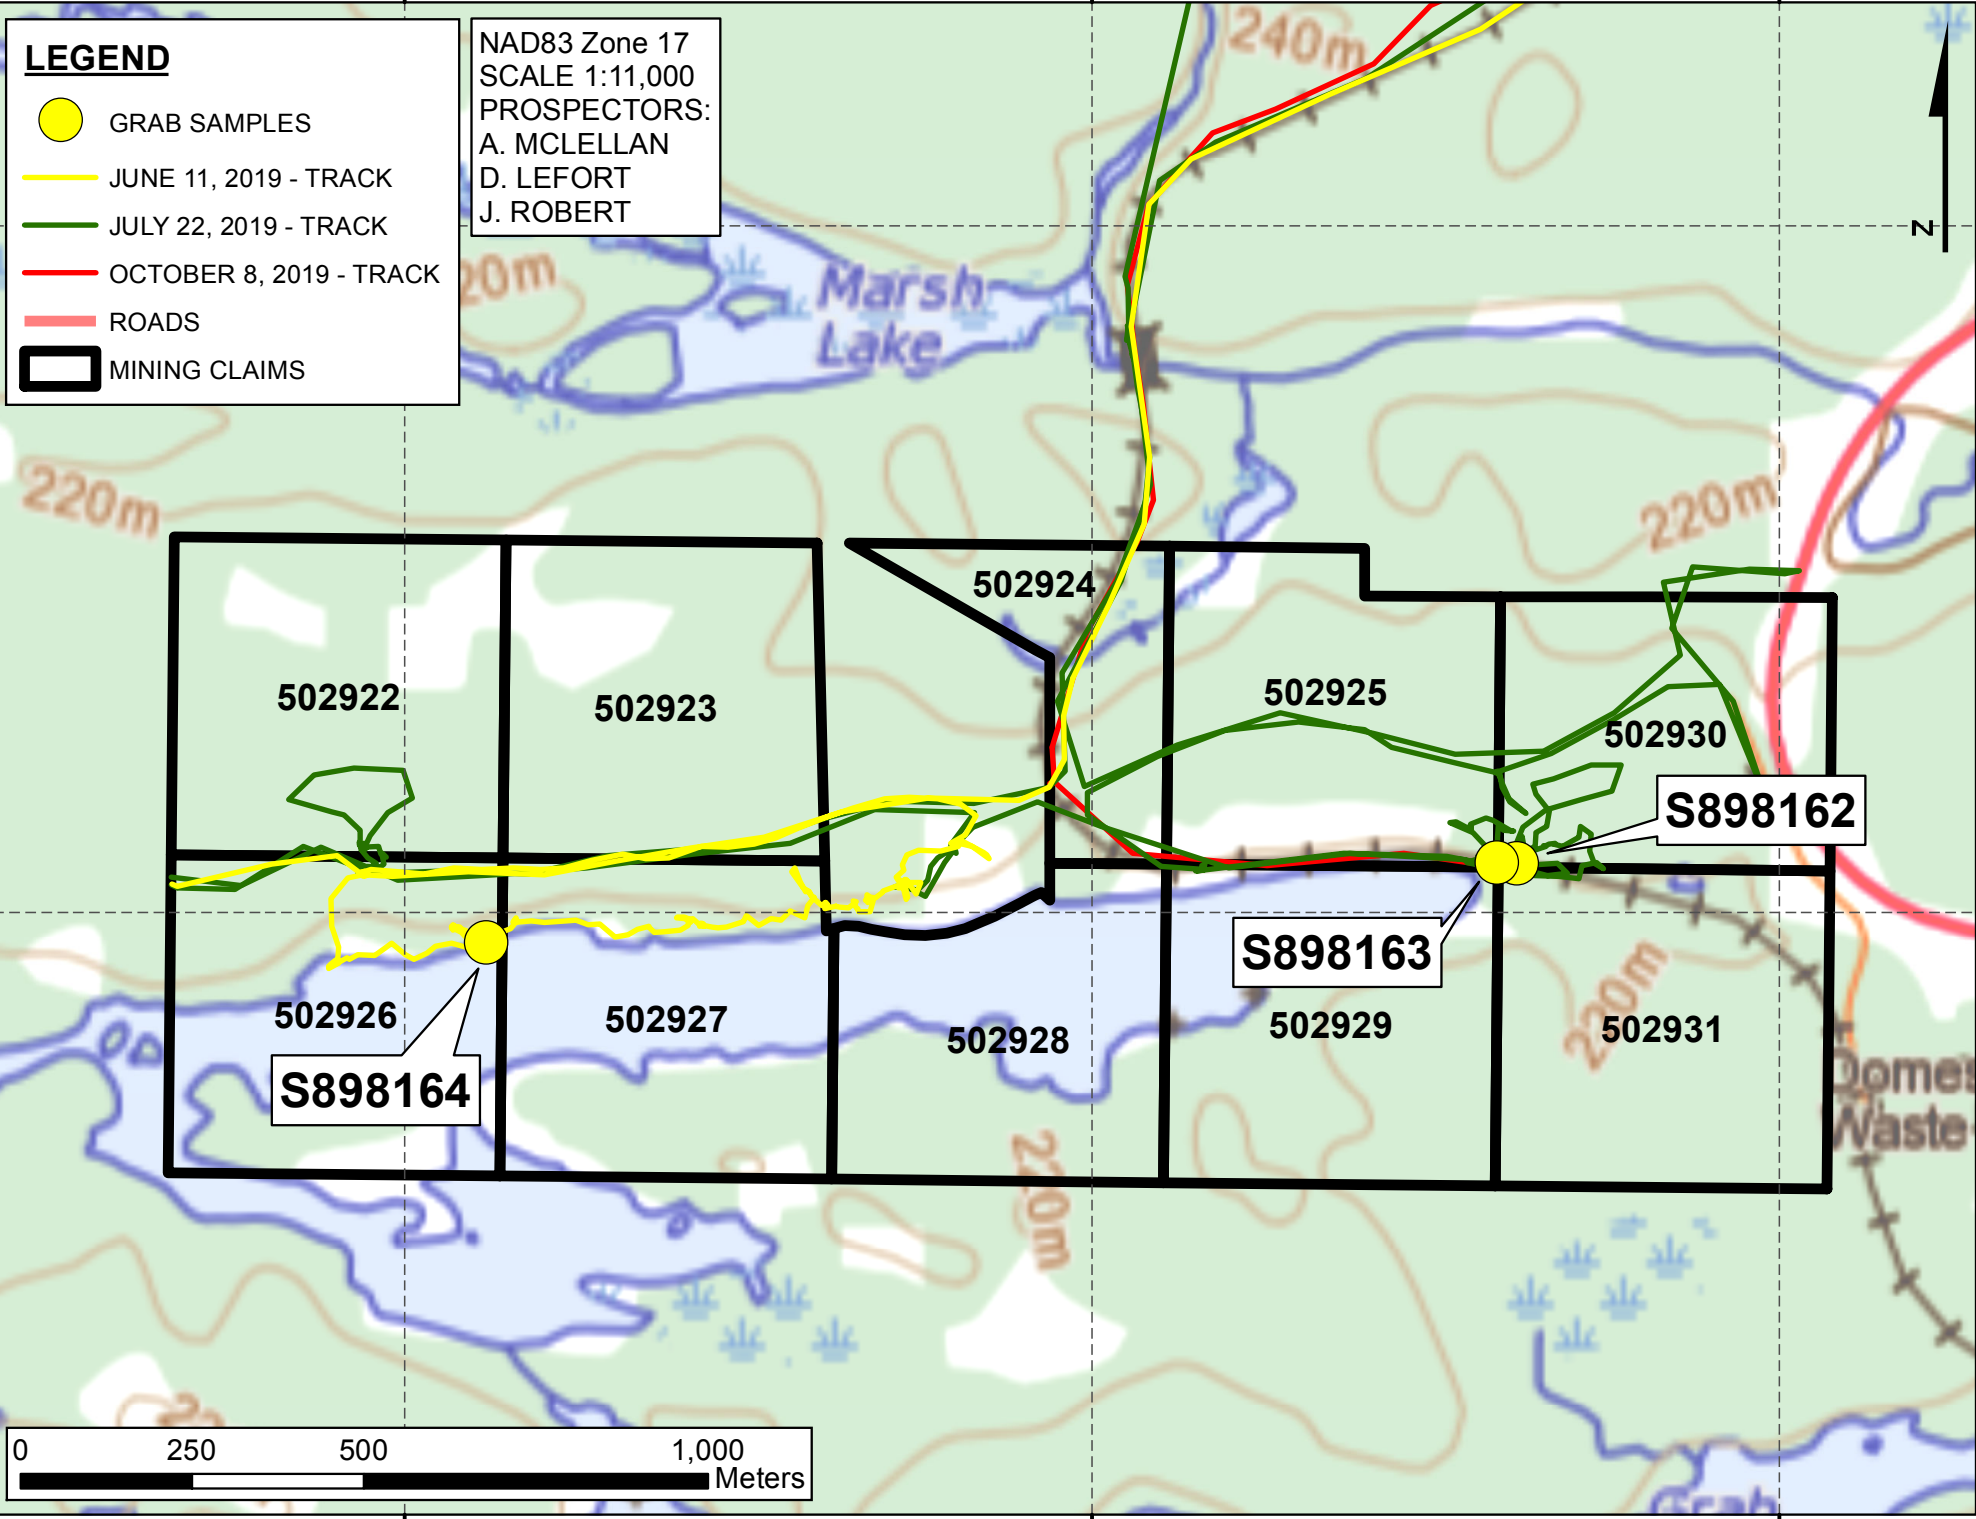 LEGEND
GRAB SAMPLES
JUNE 11, 2019 - TRACK
JULY 22, 2019 - TRACK
OCTOBER 8, 2019 - TRACK
ROADS
MINING CLAIMS
NAD83 Zone 17
SCALE 1:11,000
PROSPECTORS:
A. MCLELLAN
D. LEFORT
J. ROBERT
240m
N
20m
Marsh
Lake
220m
220m
502924
502922
502923
502925
502930
S898162
S898163
502926
502927
502928
502929
502931
220m
S898164
Domes
Waste
220m
0 250 500 1,000
Meters